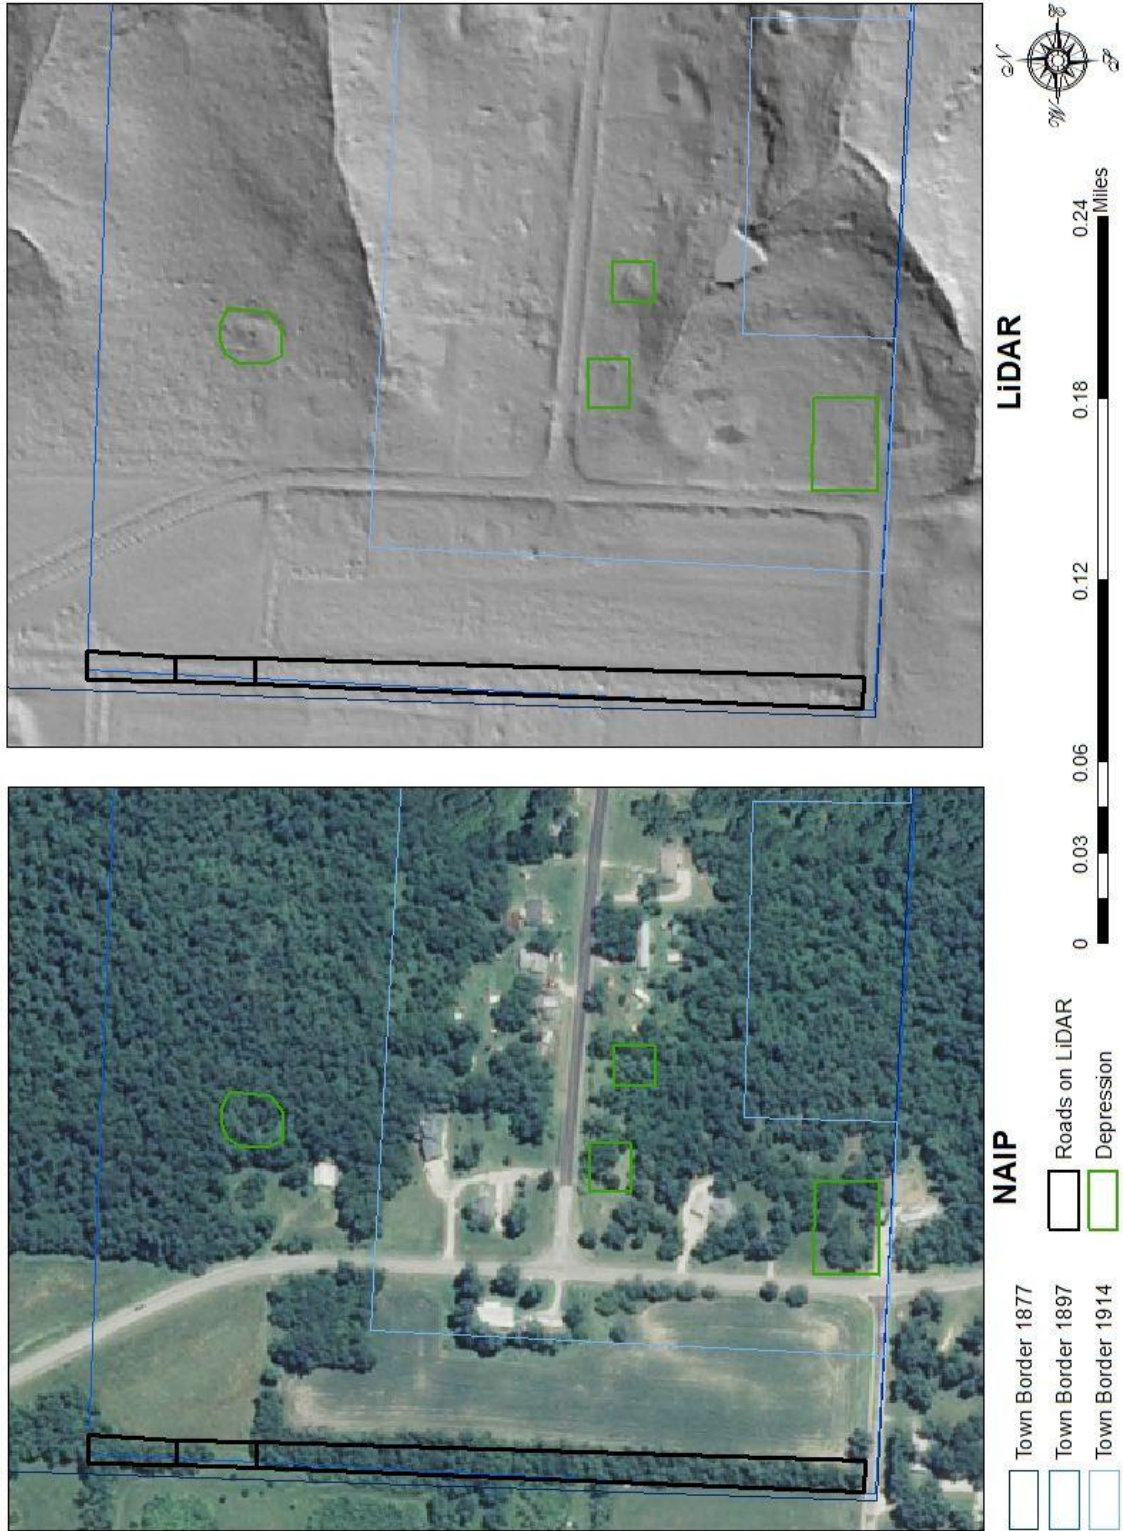 N
W
E
S
LiDAR
NAIP
0
0.03
0.06
0.12
0.18
0.24
Miles
Town Border 1877
Town Border 1897
Town Border 1914
Roads on LiDAR
Depression